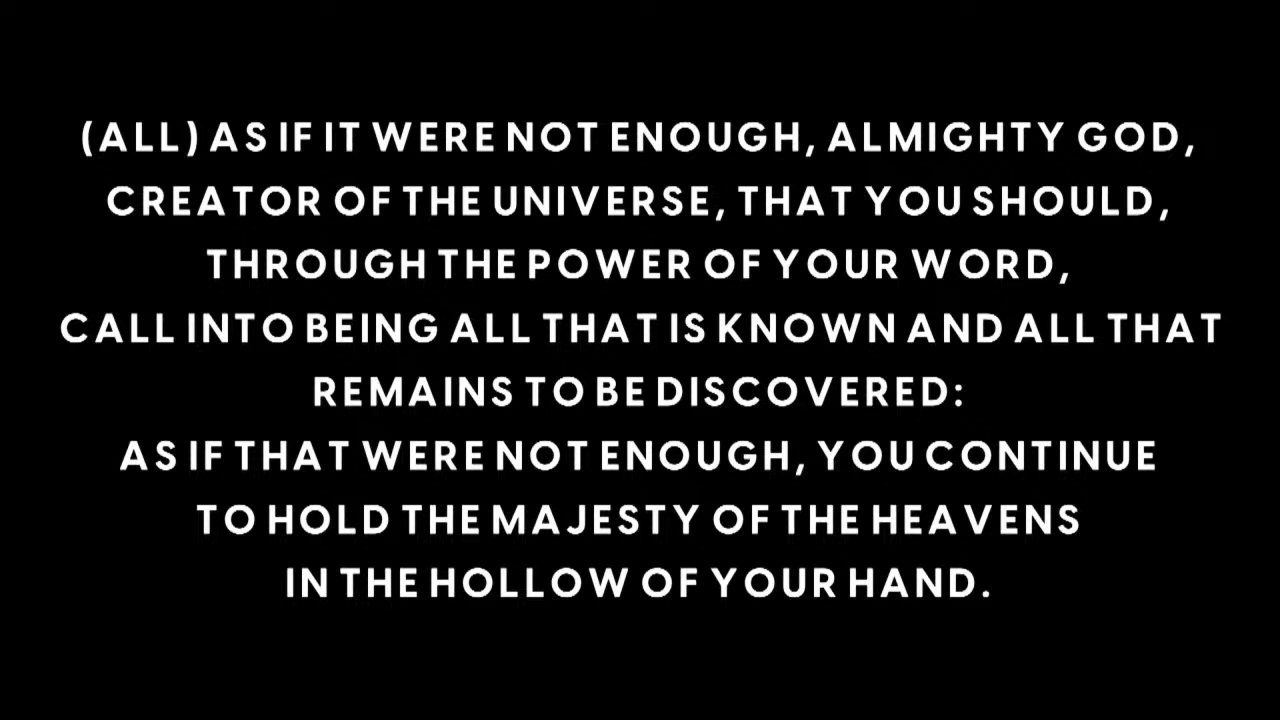 (ALL) AS IF IT WERE NOT ENOUGH, ALMIGHTY GOD,
CREATOR OF THE UNIVERSE, THAT YOU SHOULD,
THROUGH THE POWER OF YOUR WORD,
CALL INTO BEING ALL THAT IS KNOWN AND ALL THAT
REMAINS TO BE DISCOVERED:
AS IF THAT WERE NOT ENOUGH, YOU CONTINUE
TO HOLD THE MAJESTY OF THE HEAVENS
IN THE HOLLOW OF YOUR HAND.